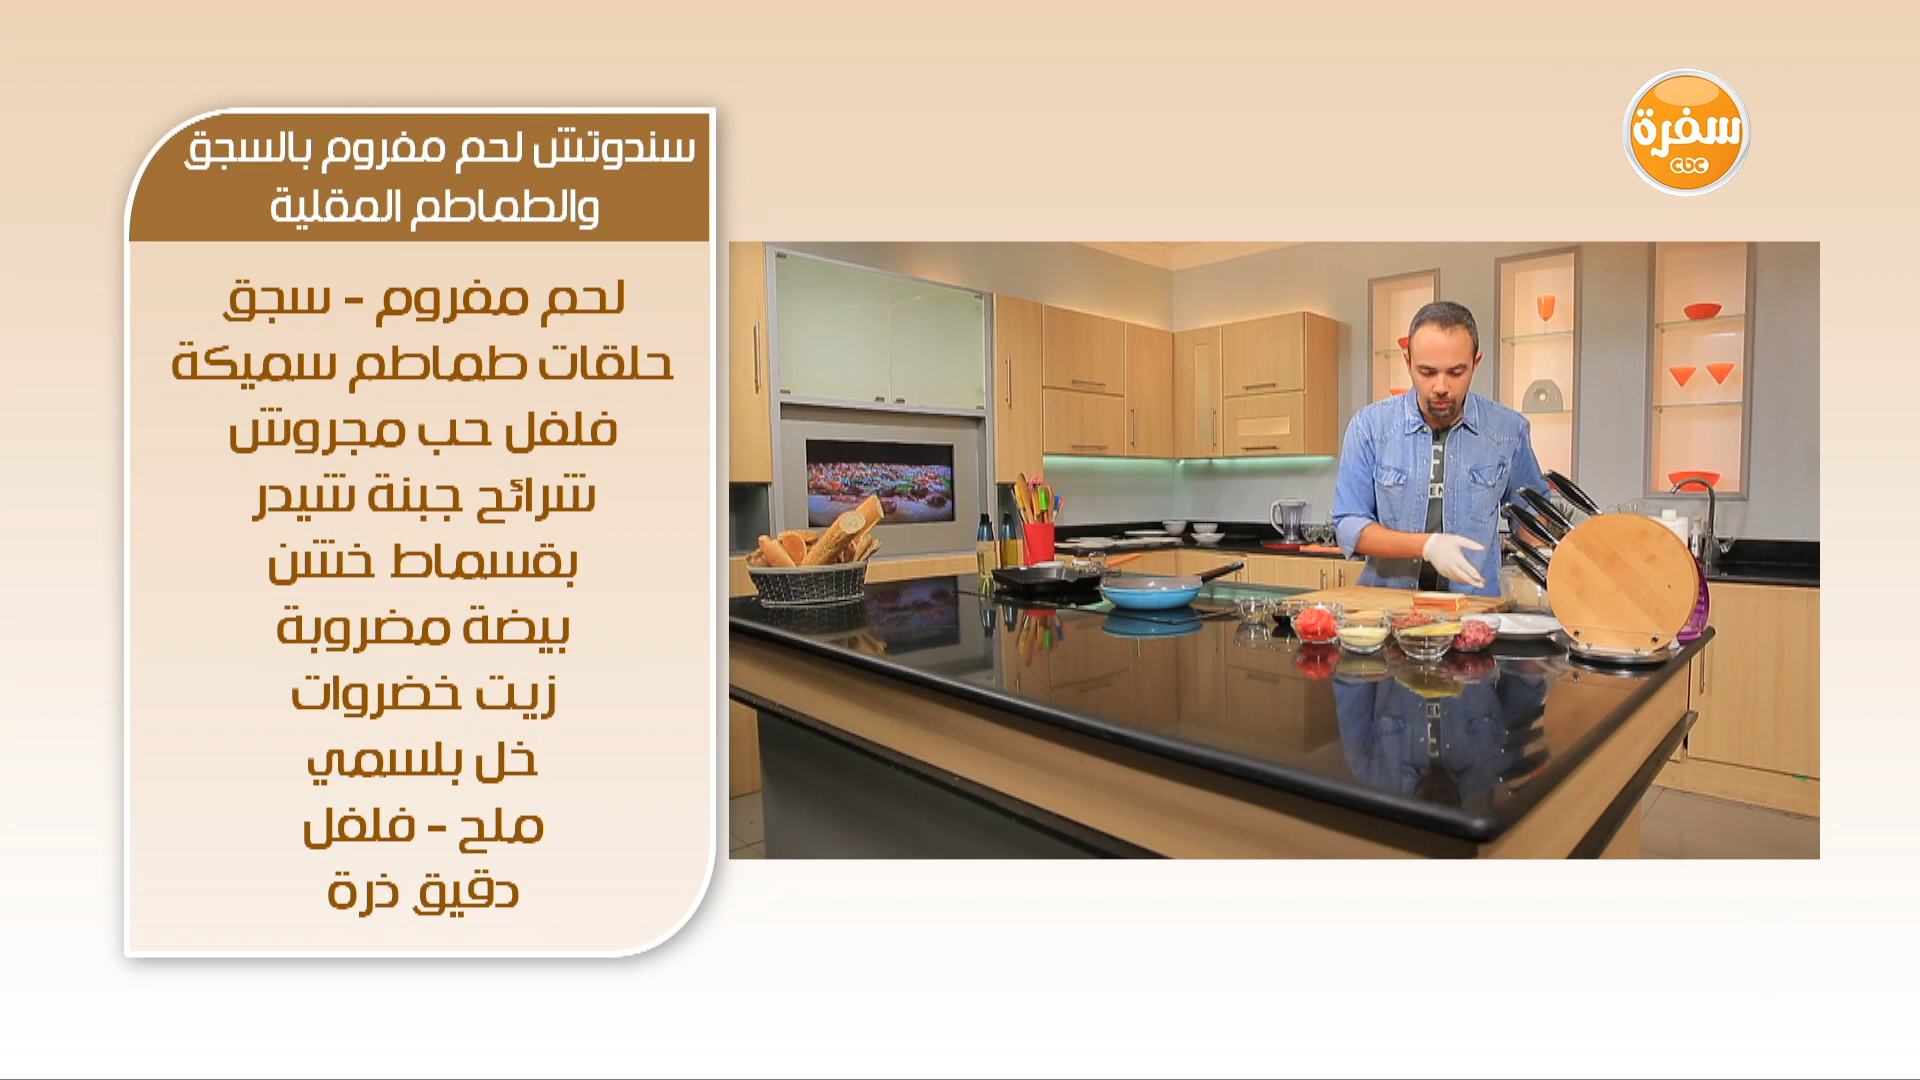 سندوتش لحم مفروم بالسجق
والطماطم المقلية
لحم مفروم - سجق
حلقات طماطم سميكة
فلفل حب مجروش
شرائح جبنة شيدر
بقسماط خشن
بيضة مضروبة
زيت خضروات
خل بلسمي
ملح - فلفل
دقيق ذرة
سفرة
cbc